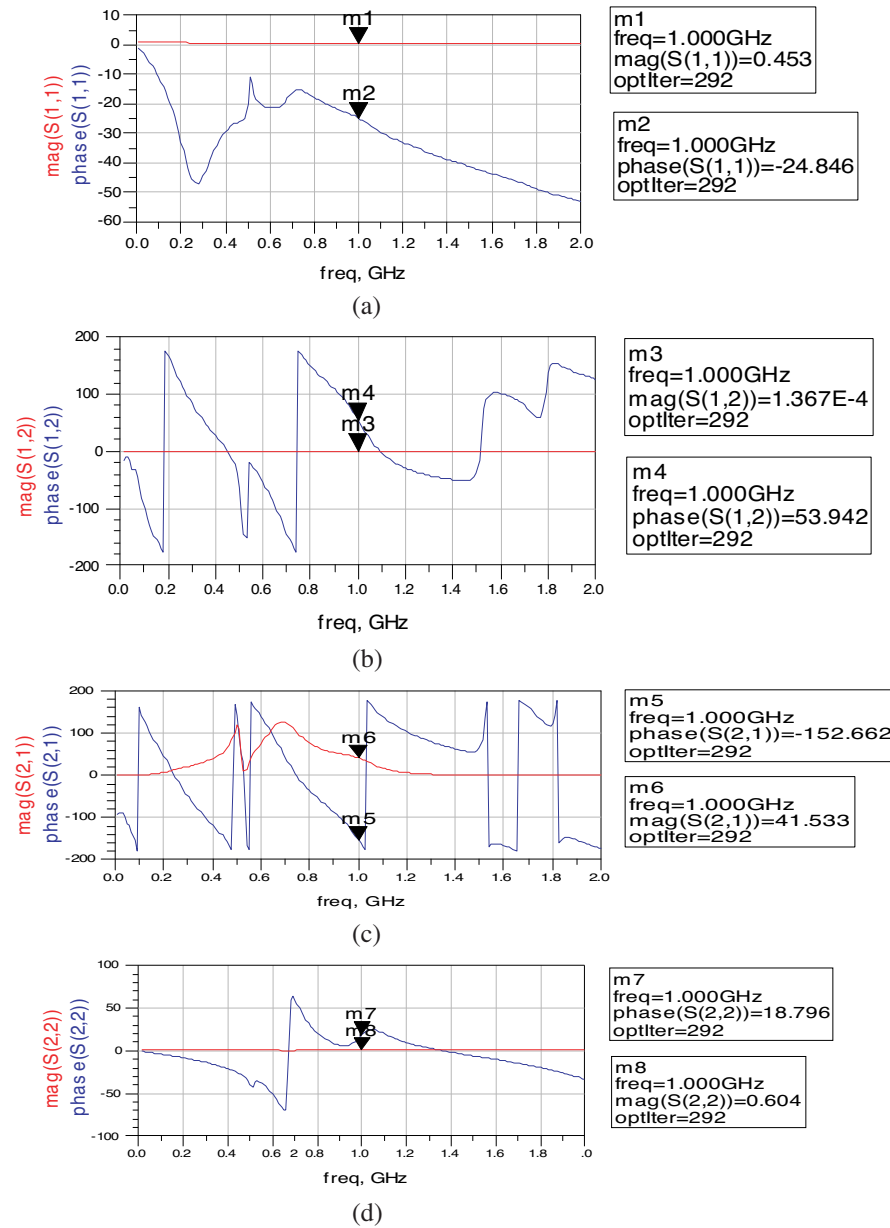 mag(S(1,1))
phase(S(1,1))
10
0
-10
-20
-30
-40
-50
-60
m1
m2
0.0 0.2 0.4 0.6 0.8 1.0 1.2 1.4 1.6 1.8 2.0
freq, GHz
m1
freq=1.000GHz
mag(S(1,1))=0.453
optIter=292
m2
freq=1.000GHz
phase(S(1,1))=-24.846
optIter=292
(a)
mag(S(1,2))
phase(S(1,2))
200
100
0
-100
-200
m4
m3
0.0 0.2 0.4 0.6 0.8 1.0 1.2 1.4 1.6 1.8 2.0
freq, GHz
m3
freq=1.000GHz
mag(S(1,2))=1.367E-4
optIter=292
m4
freq=1.000GHz
phase(S(1,2))=53.942
optIter=292
(b)
mag(S(2,1))
phase(S(2,1))
200
100
0
-100
-200
m6
m5
0.0 0.2 0.4 0.6 0.8 1.0 1.2 1.4 1.6 1.8 2.0
freq, GHz
m5
freq=1.000GHz
phase(S(2,1))=-152.662
optIter=292
m6
freq=1.000GHz
mag(S(2,1))=41.533
optIter=292
(c)
mag(S(2,2))
phase(S(2,2))
100
50
0
-50
-100
m7
m8
0.0 0.2 0.4 0.6 2 0.8 1.0 1.2 1.4 1.6 1.8 .0
freq, GHz
m7
freq=1.000GHz
phase(S(2,2))=18.796
optIter=292
m8
freq=1.000GHz
mag(S(2,2))=0.604
optIter=292
(d)